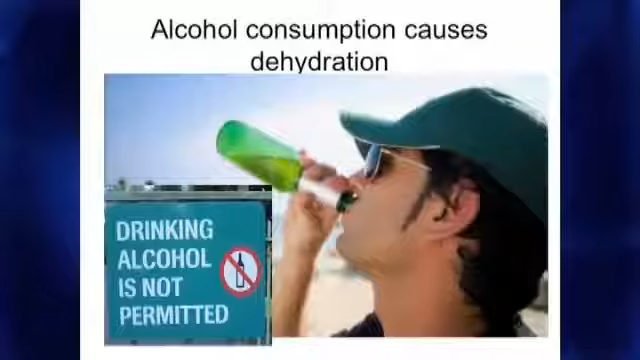 Alcohol consumption causes
dehydration
DRINKING
ALCOHOL
IS NOT
PERMITTED